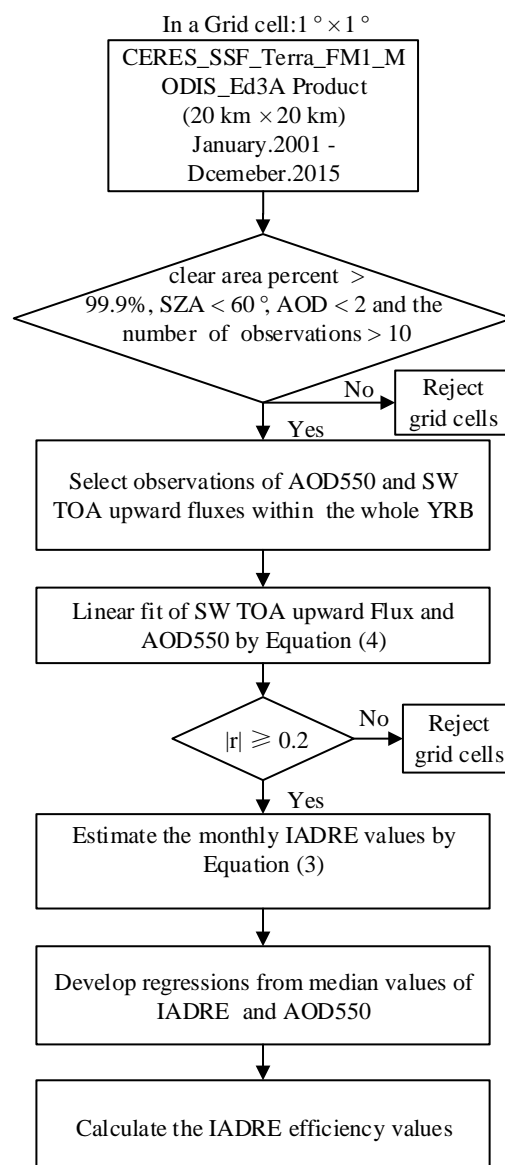 In a Grid cell:1 ° × 1 °
CERES_SSF_Terra_FM1_M
ODIS_Ed3A Product
(20 km × 20 km)
January.2001 -
Dcemeber.2015
clear area percent >
99.9%, SZA < 60 °, AOD < 2 and the
number of observations > 10
No
Reject
grid cells
Yes
Select observations of AOD550 and SW
TOA upward fluxes within the whole YRB
Linear fit of SW TOA upward Flux and
AOD550 by Equation (4)
|r| ⩾ 0.2
No
Reject
grid cells
Yes
Estimate the monthly IADRE values by
Equation (3)
Develop regressions from median values of
IADRE and AOD550
Calculate the IADRE efficiency values